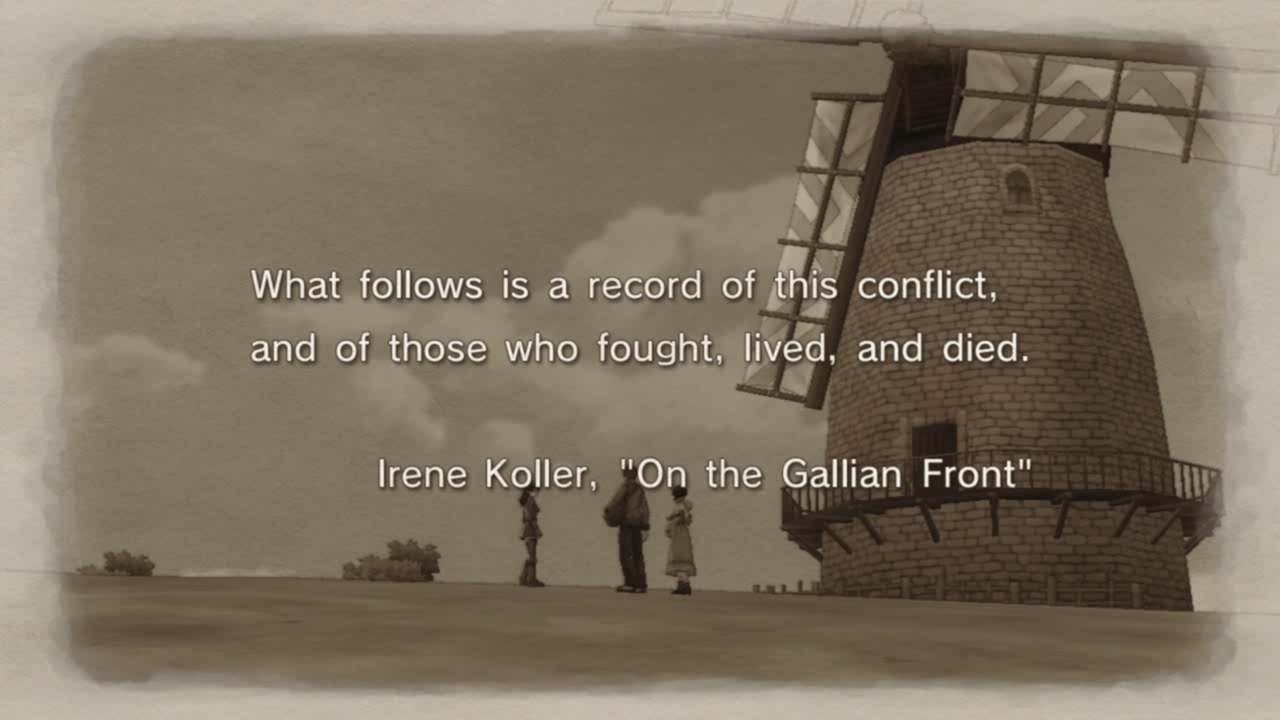 What follows is a record of this conflict,
and of those who fought, lived, and died.
Irene Koller, "On the Gallian Front"